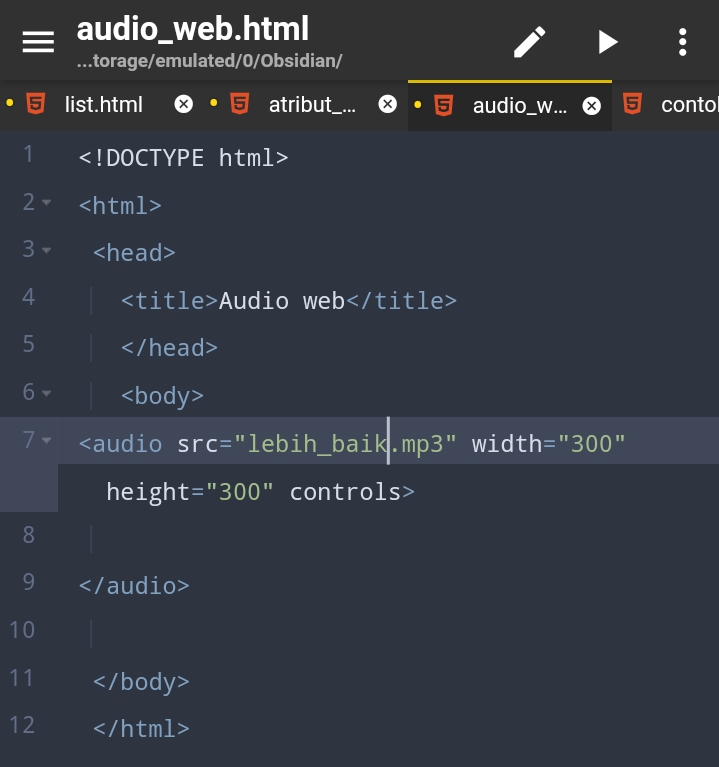 audio_web.html
...torage/emulated/0/Obsidian/
list.html atribut_... audio_w... conto
1 <!DOCTYPE html>
2 <html>
3 <head>
4 <title>Audio web</title>
5 </head>
6 <body>
7 <audio src="lebih_baik.mp3" width="300"
height="300" controls>
8
9 </audio>
10
11 </body>
12 </html>